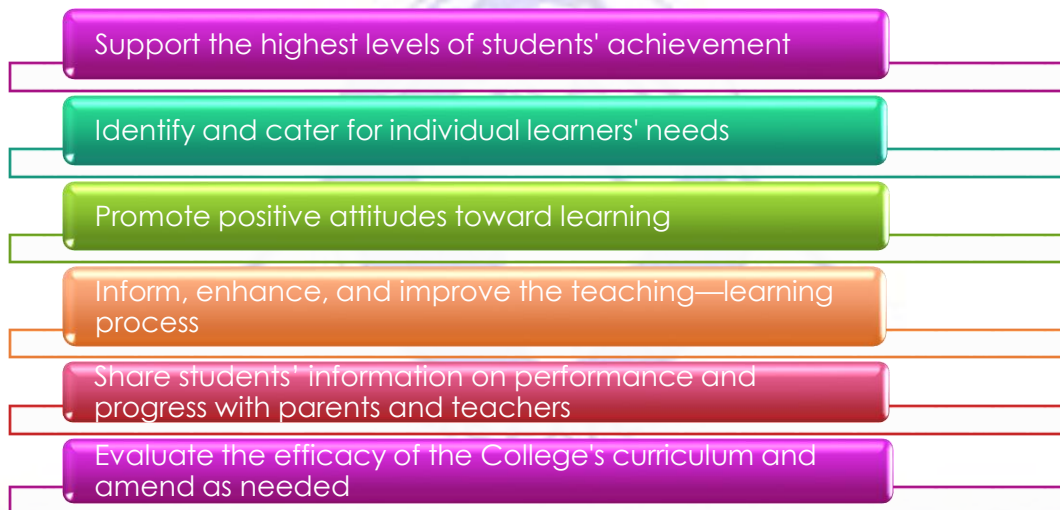 Support the highest levels of students' achievement
Identify and cater for individual learners' needs
Promote positive attitudes toward learning
Inform, enhance, and improve the teaching—learning
process
Share students’ information on performance and
progress with parents and teachers
Evaluate the efficacy of the College's curriculum and
amend as needed